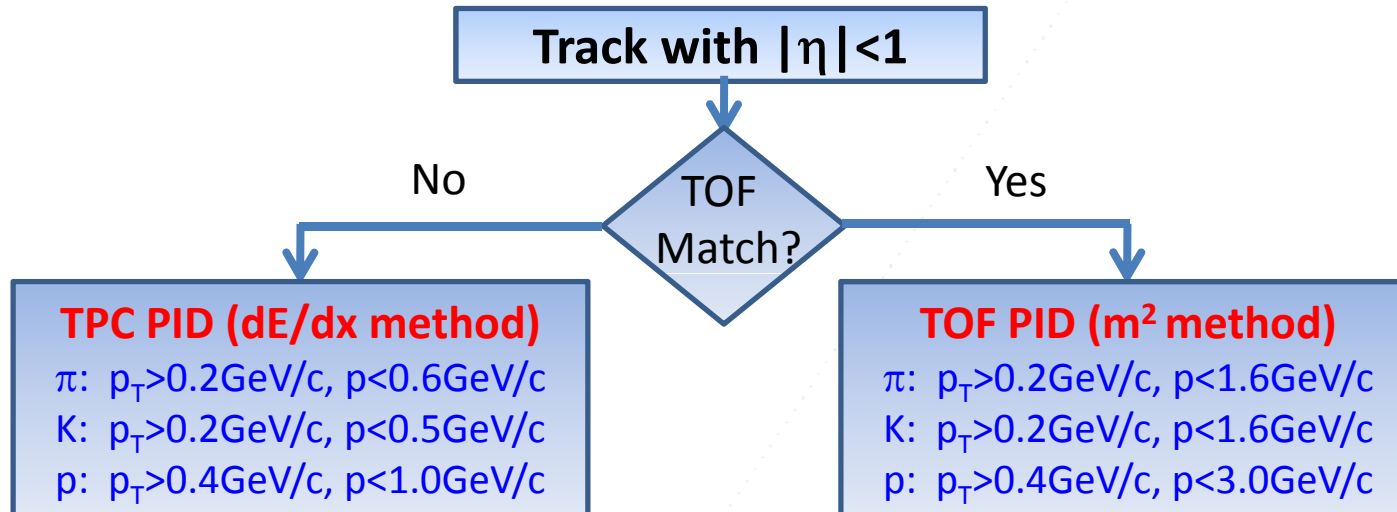 Track with |η|<1
No
TOF
Match?
Yes
TPC PID (dE/dx method)
π: pT>0.2GeV/c, p<0.6GeV/c
K: pT>0.2GeV/c, p<0.5GeV/c
p: pT>0.4GeV/c, p<1.0GeV/c
TOF PID (m² method)
π: pT>0.2GeV/c, p<1.6GeV/c
K: pT>0.2GeV/c, p<1.6GeV/c
p: pT>0.4GeV/c, p<3.0GeV/c